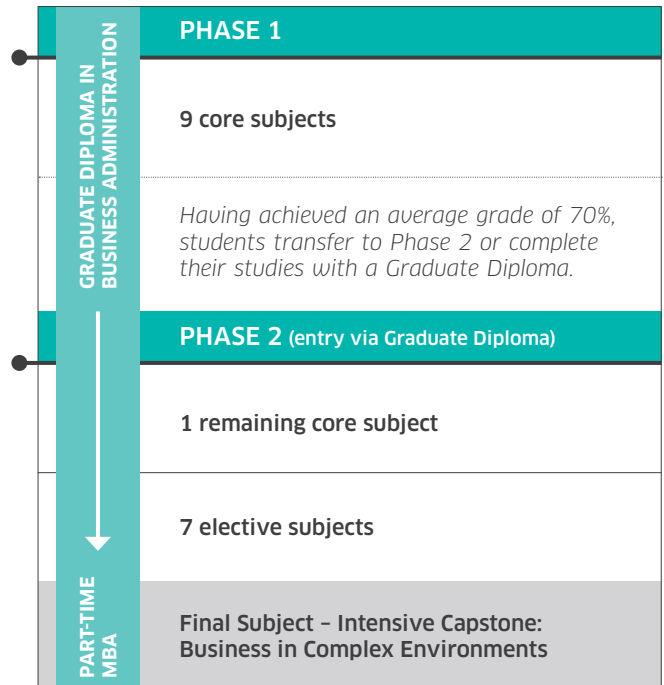 GRADUATE DIPLOMA IN
BUSINESS ADMINISTRATION
PHASE 1
9 core subjects
Having achieved an average grade of 70%,
students transfer to Phase 2 or complete
their studies with a Graduate Diploma.
PHASE 2 (entry via Graduate Diploma)
1 remaining core subject
7 elective subjects
PART-TIME
MBA
Final Subject – Intensive Capstone:
Business in Complex Environments